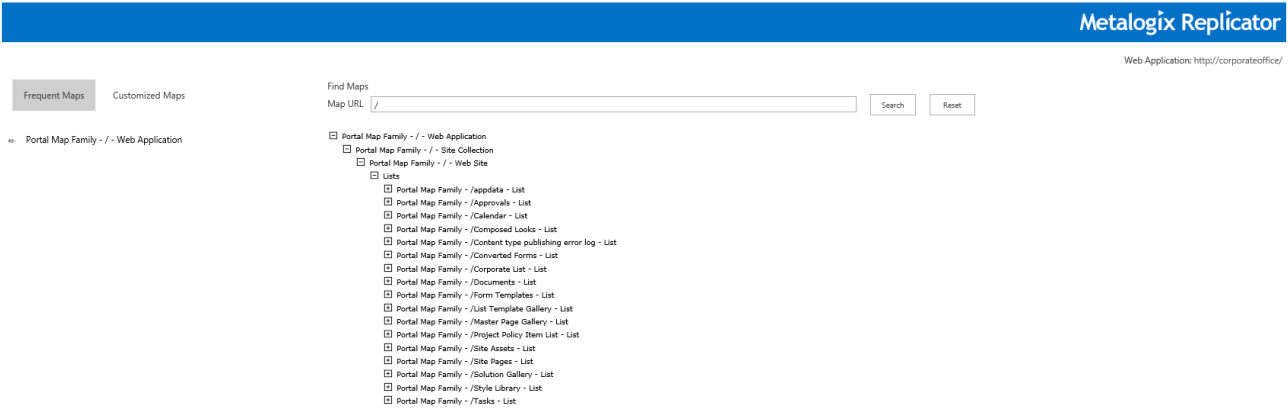 Metalogix Replicator
Web Application: http://corporateoffice/
Frequent Maps
Customized Maps
Find Maps
Map URL /
Search
Reset
Portal Map Family - / - Web Application
Portal Map Family - / - Web Application
Portal Map Family - / - Site Collection
Portal Map Family - / - Web Site
Lists
Portal Map Family - /appdata - List
Portal Map Family - /Approvals - List
Portal Map Family - /Calendar - List
Portal Map Family - /Composed Looks - List
Portal Map Family - /Content type publishing error log - List
Portal Map Family - /Converted Forms - List
Portal Map Family - /Corporate List - List
Portal Map Family - /Documents - List
Portal Map Family - /Form Templates - List
Portal Map Family - /List Template Gallery - List
Portal Map Family - /Master Page Gallery - List
Portal Map Family - /Project Policy Item List - List
Portal Map Family - /Site Assets - List
Portal Map Family - /Site Pages - List
Portal Map Family - /Solution Gallery - List
Portal Map Family - /Style Library - List
Portal Map Family - /Tasks - List